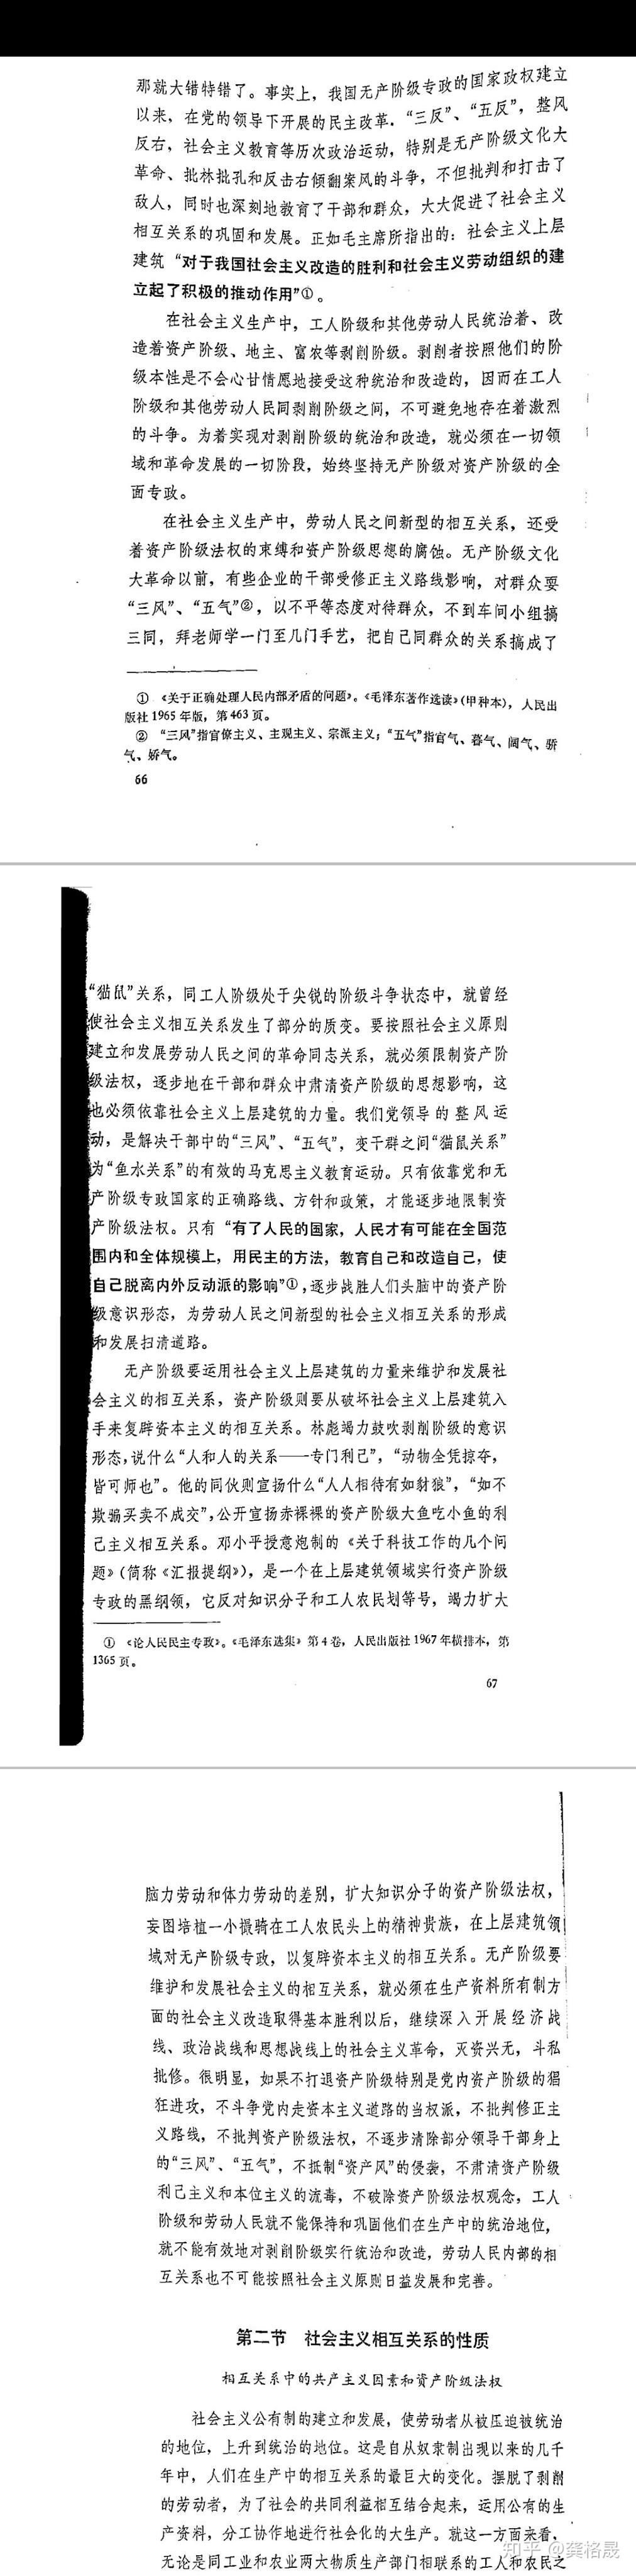 那就大错特错了。事实上，我国无产阶级专政的国家政权建立
以来，在党的领导下开展的民主改革．“三反”、“五反”，整风
反右，社会主义教育等历次政治运动，特别是无产阶级文化大
革命、批林批孔和反击右倾翻案风的斗争，不但批判和打击了
敌人，同时也深刻地教育了干部和群众，大大促进了社会主义
相互关系的巩固和发展。正如毛主席所指出的：社会主义上层
建筑“对于我国社会主义改造的胜利和社会主义劳动组织的建
立起了积极的推动作用”①。
在社会主义生产中，工人阶级和其他劳动人民统治着、改
造着资产阶级、地主、富农等剥削阶级。剥削者按照他们的阶
级本性是不会心甘情愿地接受这种统治和改造的，因而在工人
阶级和其他劳动人民同剥削阶级之间，不可避免地存在着激烈
的斗争。为着实现对剥削阶级的统治和改造，就必须在一切领
域和革命发展的一切阶段，始终坚持无产阶级对资产阶级的全
面专政。
在社会主义生产中，劳动人民之间新型的相互关系，还受
着资产阶级法权的束缚和资产阶级思想的腐蚀。无产阶级文化
大革命以前，有些企业的干部受修正主义路线影响，对群众耍
“三风”、“五气”②，以不平等态度对待群众，不到车间小组搞
三同，拜老师学一门至几门手艺，把自己同群众的关系搞成了
① 《关于正确处理人民内部矛盾的问题》。《毛泽东著作选读》（甲种本），人民出
版社1965年版，第463页。
② “三风”指官僚主义、主观主义、宗派主义；“五气”指官气、暮气、阔气、骄
气、娇气。
66
“猫鼠”关系，同工人阶级处于尖锐的阶级斗争状态中，就曾经
使社会主义相互关系发生了部分的质变。要按照社会主义原则
建立和发展劳动人民之间的革命同志关系，就必须限制资产阶
级法权，逐步地在干部和群众中肃清资产阶级的思想影响，这
也必须依靠社会主义上层建筑的力量。我们党领导的整风运
动，是解决干部中的“三风”、“五气”，变干群之间“猫鼠关系”
为“鱼水关系”的有效的马克思主义教育运动。只有依靠党和无
产阶级专政国家的正确路线、方针和政策，才能逐步地限制资
产阶级法权。只有“有了人民的国家，人民才有可能在全国范
围内和全体规模上，用民主的方法，教育自己和改造自己，使
自己脱离内外反动派的影响”①，逐步战胜人们头脑中的资产阶
级意识形态，为劳动人民之间新型的社会主义相互关系的形成
和发展扫清道路。
无产阶级要运用社会主义上层建筑的力量来维护和发展社
会主义的相互关系，资产阶级则要从破坏社会主义上层建筑入
手来复辟资本主义的相互关系。林彪竭力鼓吹剥削阶级的意识
形态，说什么“人和人的关系——专门利己”，“动物全凭掠夺，
皆可师也”。他的同伙则宣扬什么“人人相待有如豺狼”，“如不
欺骗买卖不成交”，公开宣扬赤裸裸的资产阶级大鱼吃小鱼的利
己主义相互关系。邓小平授意炮制的《关于科技工作的几个问
题》（简称《汇报提纲》），是一个在上层建筑领域实行资产阶级
专政的黑纲领，它反对知识分子和工人农民划等号，竭力扩大
① 《论人民民主专政》。《毛泽东选集》第4卷，人民出版社1967年横排本，第
1365页。
67
脑力劳动和体力劳动的差别，扩大知识分子的资产阶级法权，
妄图培植一小撮骑在工人农民头上的精神贵族，在上层建筑领
域对无产阶级专政，以复辟资本主义的相互关系。无产阶级要
维护和发展社会主义的相互关系，就必须在生产资料所有制方
面的社会主义改造取得基本胜利以后，继续深入开展经济战
线、政治战线和思想战线上的社会主义革命，灭资兴无，斗私
批修。很明显，如果不打退资产阶级特别是党内资产阶级的猖
狂进攻，不斗争党内走资本主义道路的当权派，不批判修正主
义路线，不批判资产阶级法权，不逐步清除部分领导干部身上
的“三风”、“五气”，不抵制“资产风”的侵袭，不肃清资产阶级
利己主义和本位主义的流毒，不破除资产阶级法权观念，工人
阶级和劳动人民就不能保持和巩固他们在生产中的统治地位，
就不能有效地对剥削阶级实行统治和改造，劳动人民内部的相
互关系也不可能按照社会主义原则日益发展和完善。
第二节　社会主义相互关系的性质
相互关系中的共产主义因素和资产阶级法权
社会主义公有制的建立和发展，使劳动者从被压迫被统治
的地位，上升到统治的地位。这是自从奴隶制出现以来的几千
年中，人们在生产中的相互关系的最巨大的变化。摆脱了剥削
的劳动者，为了社会的共同利益相互结合起来，运用公有的生
产资料，分工协作地进行社会化的大生产。就这一方面来看，
无论是同工业和农业两大物质生产部门相联系的工人和农民之
知乎 @龚格晟